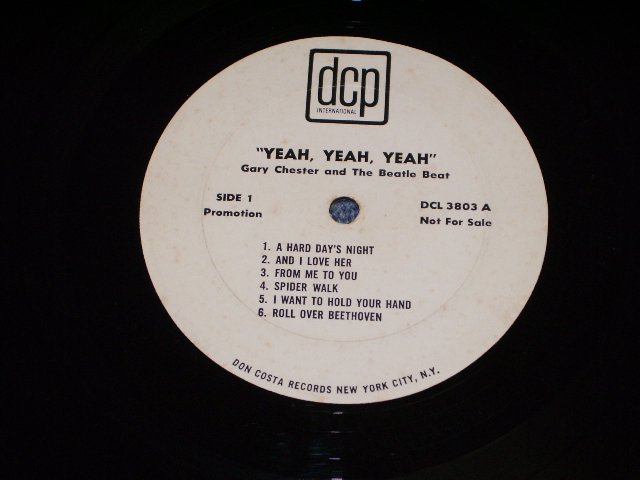 dcp
INTERNATIONAL
"YEAH, YEAH, YEAH"
Gary Chester and The Beatle Beat
SIDE 1
Promotion
DCL 3803 A
Not For Sale
1. A HARD DAY'S NIGHT
2. AND I LOVE HER
3. FROM ME TO YOU
4. SPIDER WALK
5. I WANT TO HOLD YOUR HAND
6. ROLL OVER BEETHOVEN
DON COSTA RECORDS NEW YORK CITY, N.Y.